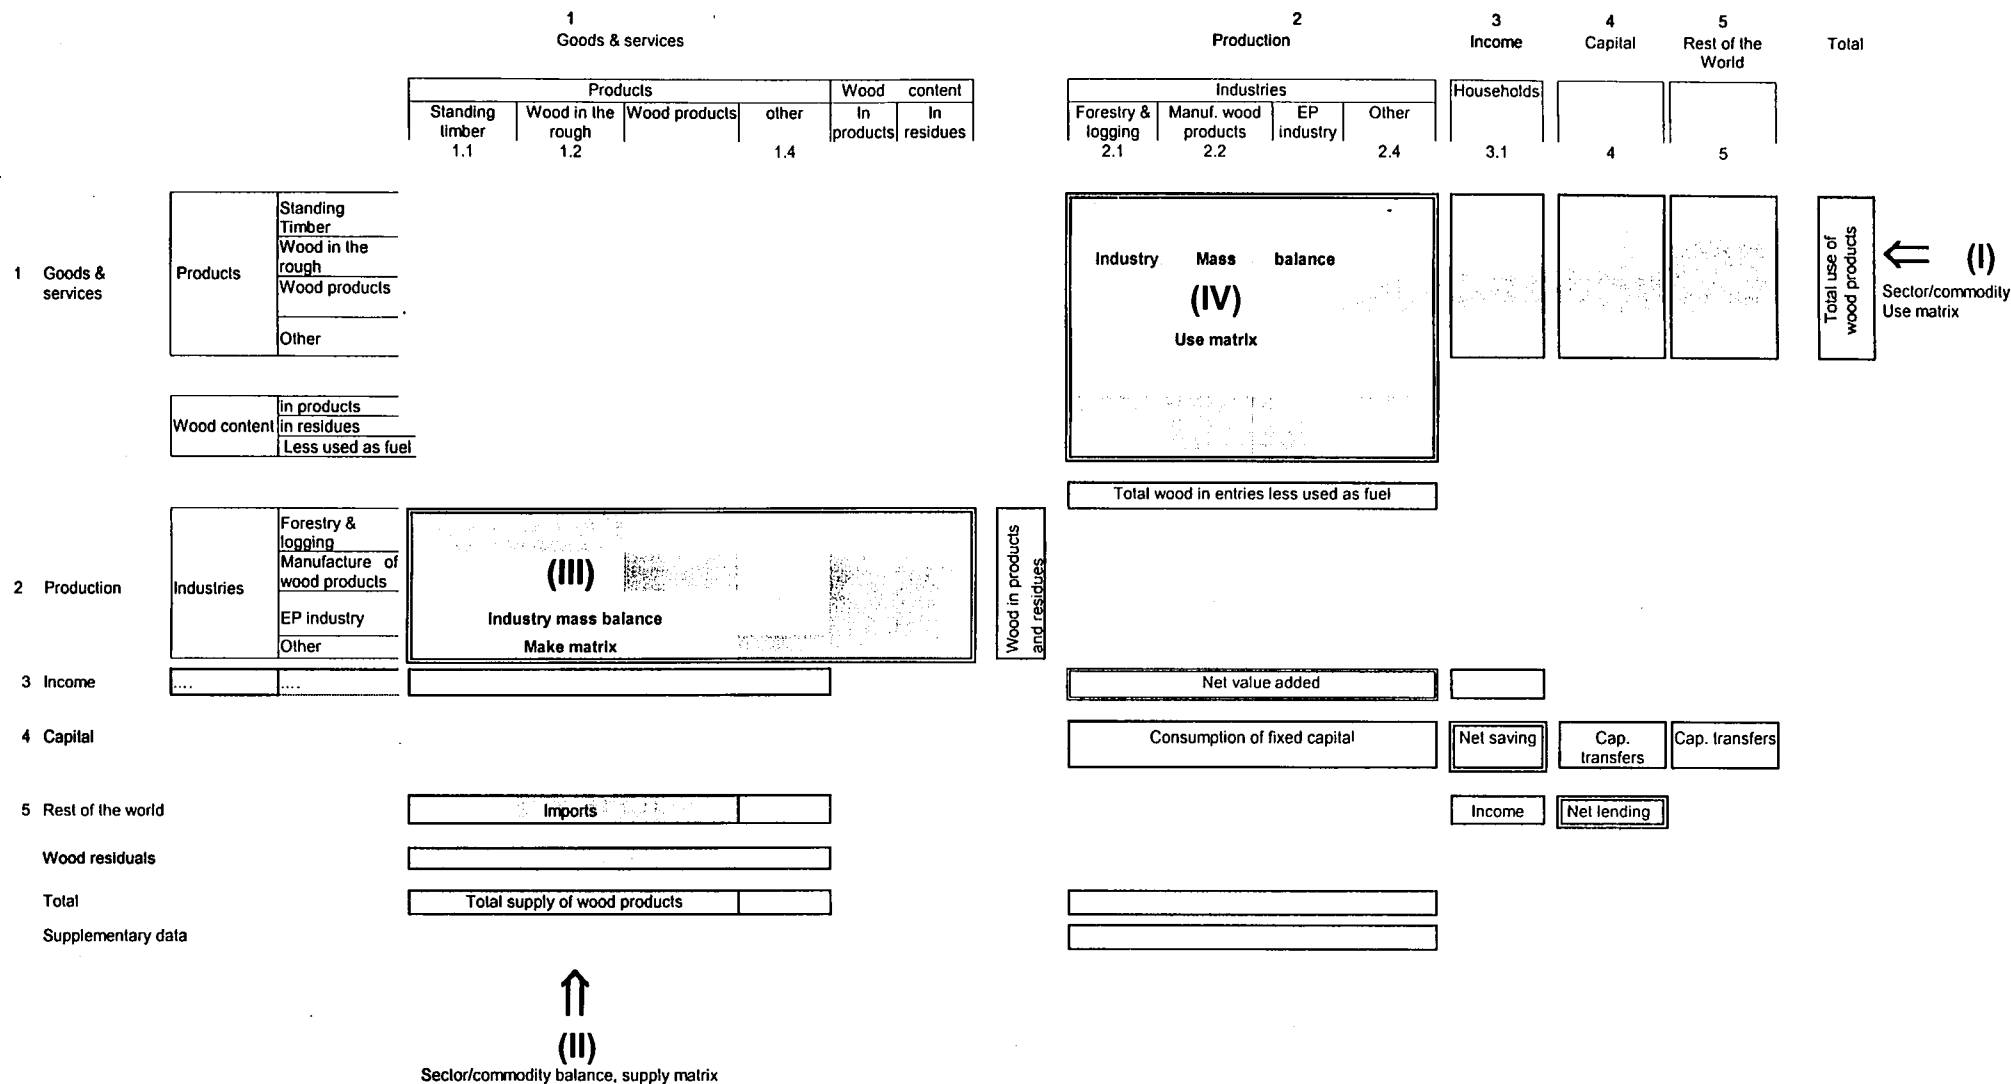 1 2 3 4 5
Goods & services Production Income Capital Rest of the World Total
Products Wood content Industries Households
Standing timber Wood in the rough Wood products other In products In residues Forestry & logging Manuf. wood products EP industry Other
1.1 1.2 1.4 2.1 2.2 2.4 3.1 4 5
1 Goods & services
Products
Standing Timber
Wood in the rough
Wood products
Other
Industry Mass balance
(IV)
Use matrix
Total use of wood products
⇐ (I)
Sector/commodity
Use matrix
Wood content
in products
in residues
Less used as fuel
Total wood in entries less used as fuel
2 Production
Industries
Forestry & logging
Manufacture of wood products
EP industry
Other
(III)
Industry mass balance
Make matrix
Wood in products and residues
3 Income .... .... Net value added
4 Capital Consumption of fixed capital Net saving Cap. transfers Cap. transfers
5 Rest of the world Imports Income Net lending
Wood residuals
Total Total supply of wood products
Supplementary data
⇑
(II)
Sector/commodity balance, supply matrix